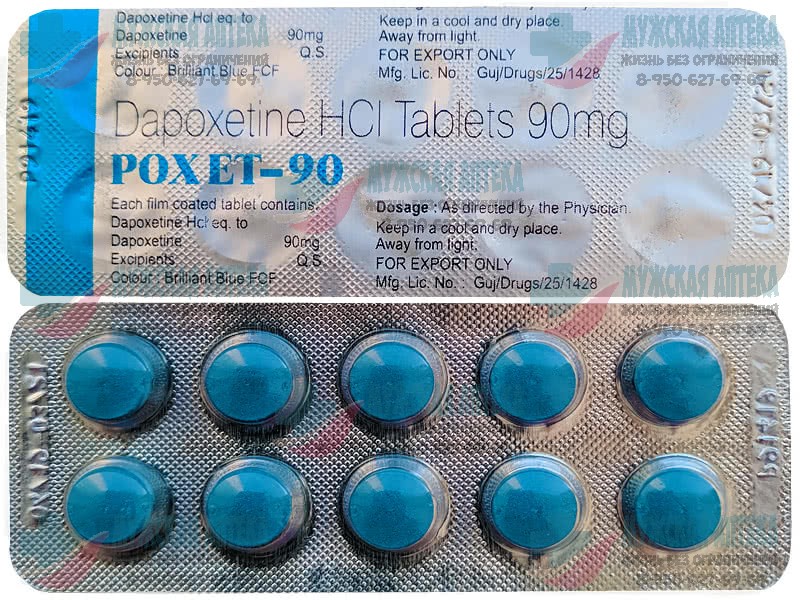 Dapoxetine Hcl eq. to
Dapoxetine 90mg
Excipients Q.S.
Colour : Brilliant Blue FCF
Keep in a cool and dry place.
Away from light.
FOR EXPORT ONLY
Mfg. Lic. No. : Guj/Drugs/25/1428
МУЖСКАЯ АПТЕКА
ЖИЗНЬ БЕЗ ОГРАНИЧЕНИЙ
8-950-627-69-69
Dapoxetine HCl Tablets 90mg
POXET-90
МУЖСКАЯ АПТЕКА
Each film coated tablet contains.
Dapoxetine Hcl eq. to
Dapoxetine 90mg
Excipients Q.S.
Colour : Brilliant Blue FCF
Dosage : As directed by the Physician.
Keep in a cool and dry place.
Away from light.
FOR EXPORT ONLY
Mfg. Lic. No. : Guj/Drugs/25/1428
МУЖСКАЯ АПТЕКА